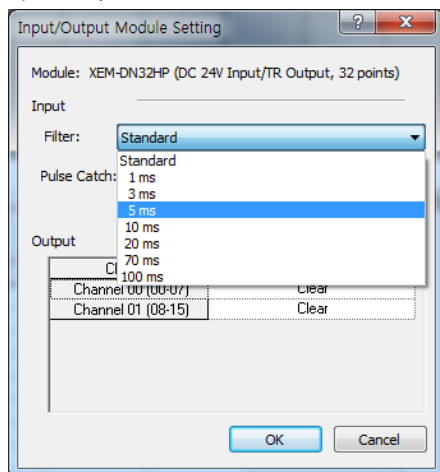 Input/Output Module Setting
Module: XEM-DN32HP (DC 24V Input/TR Output, 32 points)
Input
Filter: Standard
Standard
1 ms
Pulse Catch:
3 ms
5 ms
10 ms
Output
20 ms
70 ms
100 ms
Channel 00 (00-07) Clear
Channel 01 (08-15) Clear
OK Cancel